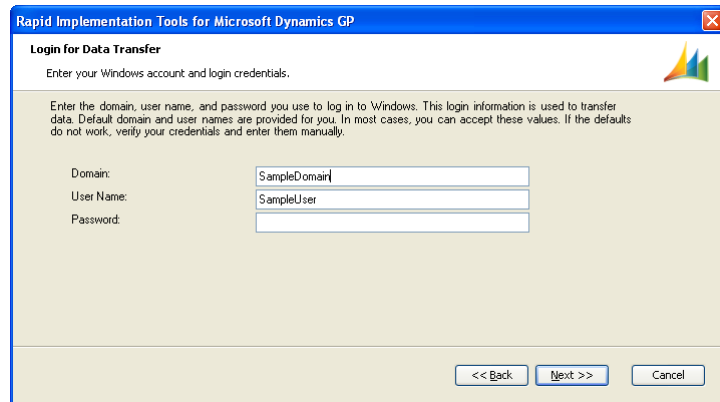 Rapid Implementation Tools for Microsoft Dynamics GP
Login for Data Transfer
Enter your Windows account and login credentials.
Enter the domain, user name, and password you use to log in to Windows. This login information is used to transfer
data. Default domain and user names are provided for you. In most cases, you can accept these values. If the defaults
do not work, verify your credentials and enter them manually.
Domain: SampleDomain
User Name: SampleUser
Password:
<< Back Next >> Cancel